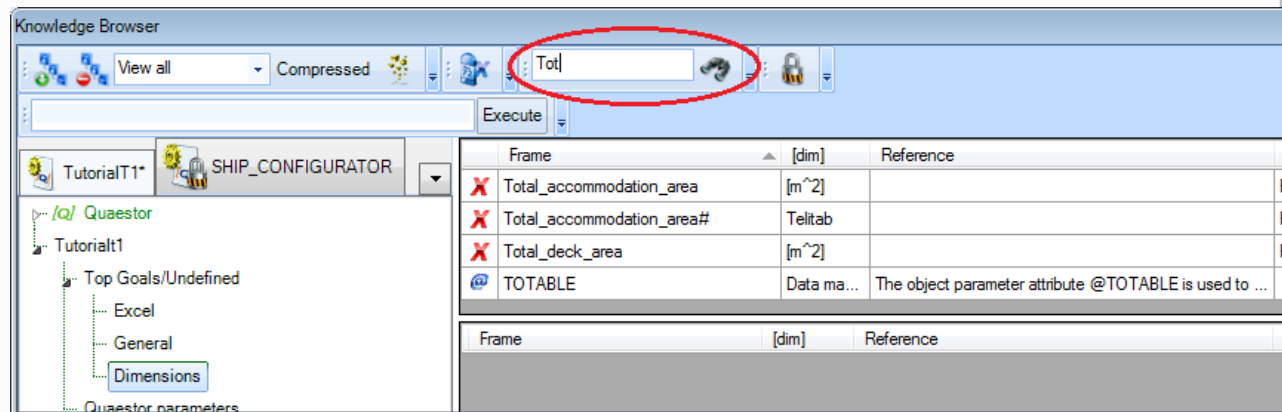 Knowledge Browser
View all Compressed Tot
Execute
TutorialT1* SHIP_CONFIGURATOR
[Q] Quaestor
Tutorialt1
Top Goals/Undefined
Excel
General
Dimensions
Quaestor parameters
Frame [dim] Reference
Total_accommodation_area [m^2]
Total_accommodation_area# Telitab
Total_deck_area [m^2]
@ TOTABLE Data ma... The object parameter attribute @TOTABLE is used to ...
Frame [dim] Reference